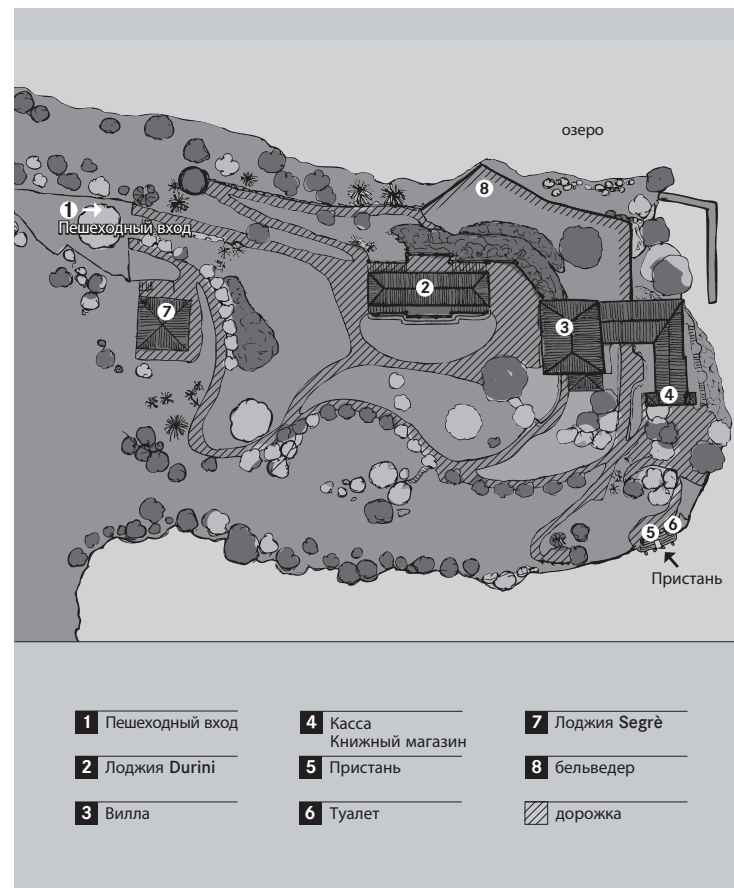 озеро
8
1
Пешеходный вход
2
7
3
4
5
6
Пристань
1 Пешеходный вход
2 Лоджия Durini
3 Вилла
4 Касса
Книжный магазин
5 Пристань
6 Туалет
7 Лоджия Segrè
8 бельведер
дорожка